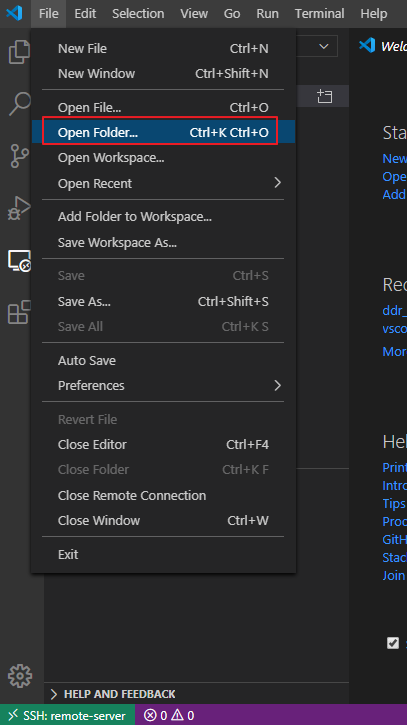 File Edit Selection View Go Run Terminal Help
New File Ctrl+N
New Window Ctrl+Shift+N
Open File... Ctrl+O
Open Folder... Ctrl+K Ctrl+O
Open Workspace...
Open Recent
Add Folder to Workspace...
Save Workspace As...
Save Ctrl+S
Save As... Ctrl+Shift+S
Save All Ctrl+K S
Auto Save
Preferences
Revert File
Close Editor Ctrl+F4
Close Folder Ctrl+K F
Close Remote Connection
Close Window Ctrl+W
Exit
Welc
Sta
New
Ope
Add
Rec
ddr_
vsco
Mor
Hel
Print
Intro
Tips
Proc
GitH
Stac
Join
HELP AND FEEDBACK
SSH: remote-server 0 0